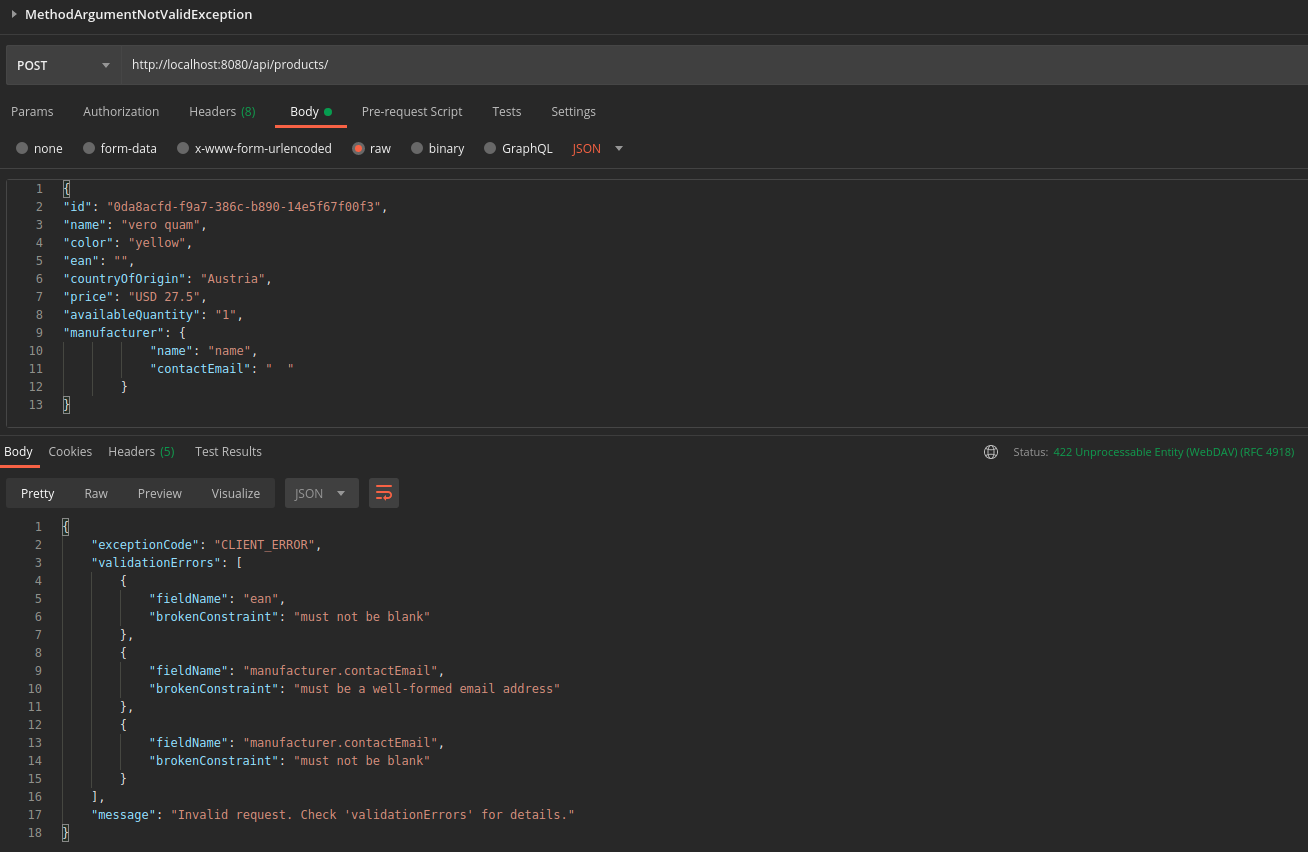 MethodArgumentNotValidException
POST http://localhost:8080/api/products/
Params Authorization Headers (8) Body Pre-request Script Tests Settings
none form-data x-www-form-urlencoded raw binary GraphQL JSON
1 {
2 "id": "0da8acfd-f9a7-386c-b890-14e5f67f00f3",
3 "name": "vero quam",
4 "color": "yellow",
5 "ean": "",
6 "countryOfOrigin": "Austria",
7 "price": "USD 27.5",
8 "availableQuantity": "1",
9 "manufacturer": {
10 "name": "name",
11 "contactEmail": "  "
12 }
13 }
Body Cookies Headers (5) Test Results Status: 422 Unprocessable Entity (WebDAV) (RFC 4918)
Pretty Raw Preview Visualize JSON
1 {
2 "exceptionCode": "CLIENT_ERROR",
3 "validationErrors": [
4 {
5 "fieldName": "ean",
6 "brokenConstraint": "must not be blank"
7 },
8 {
9 "fieldName": "manufacturer.contactEmail",
10 "brokenConstraint": "must be a well-formed email address"
11 },
12 {
13 "fieldName": "manufacturer.contactEmail",
14 "brokenConstraint": "must not be blank"
15 }
16 ],
17 "message": "Invalid request. Check 'validationErrors' for details."
18 }